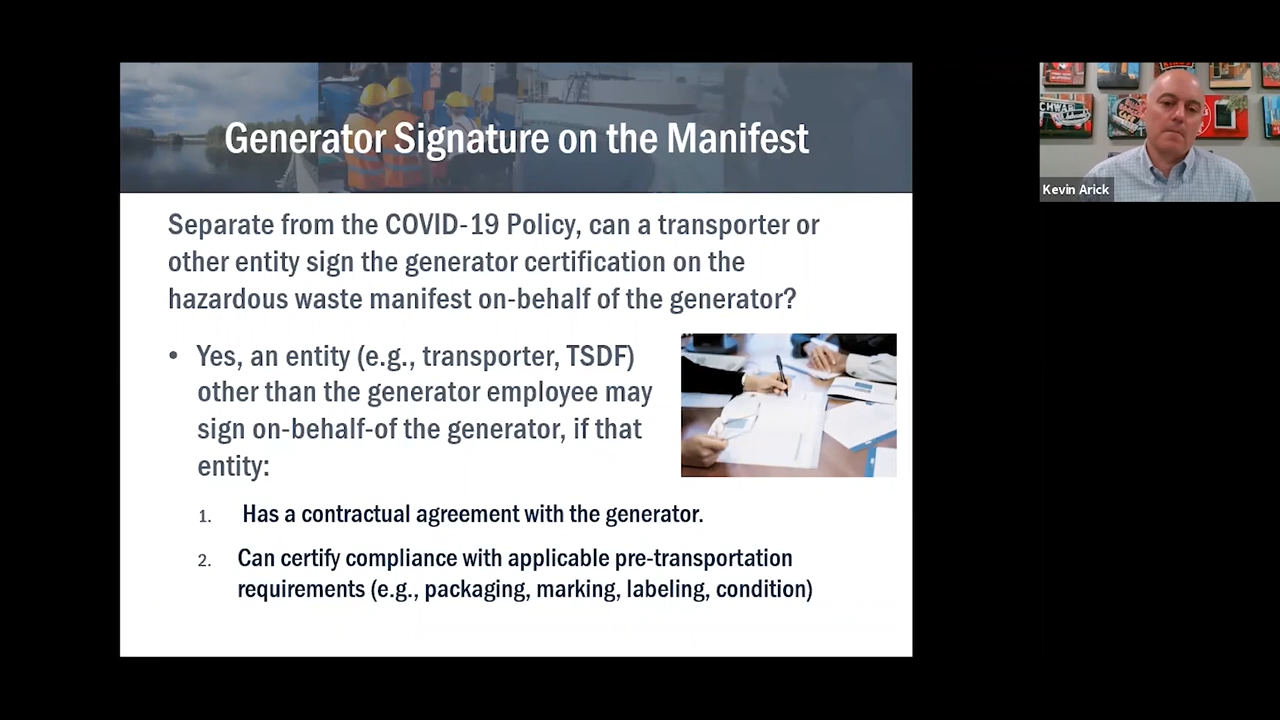 Generator Signature on the Manifest
Separate from the COVID-19 Policy, can a transporter or
other entity sign the generator certification on the
hazardous waste manifest on-behalf of the generator?
• Yes, an entity (e.g., transporter, TSDF)
other than the generator employee may
sign on-behalf-of the generator, if that
entity:
1. Has a contractual agreement with the generator.
2. Can certify compliance with applicable pre-transportation
requirements (e.g., packaging, marking, labeling, condition)
Kevin Arick